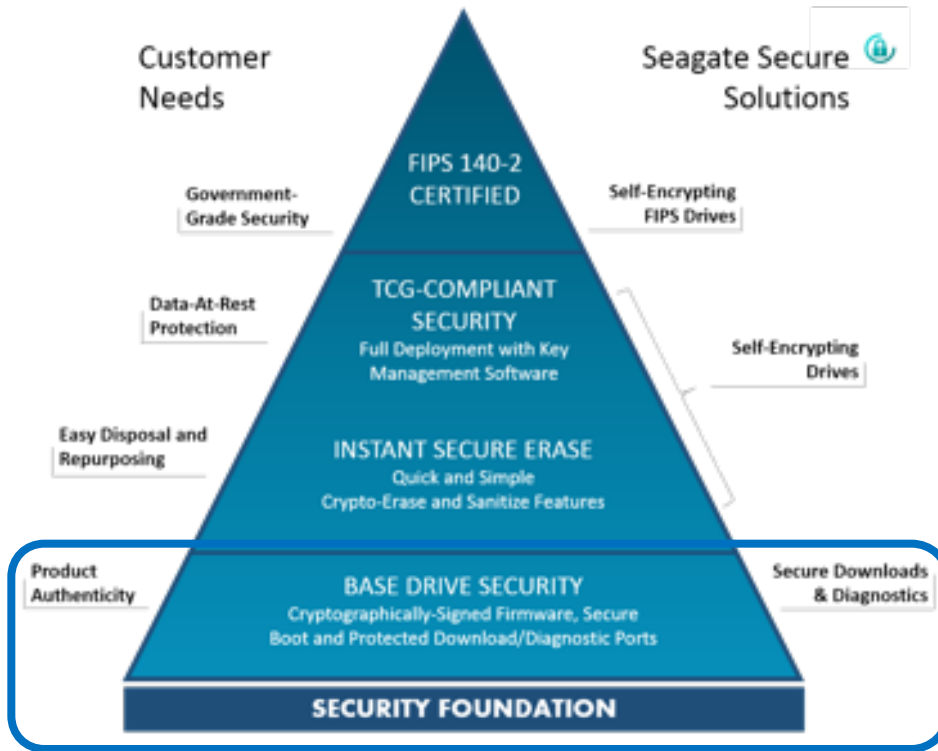 Customer
Needs
Seagate Secure
Solutions
FIPS 140-2
CERTIFIED
Government-
Grade Security
Self-Encrypting
FIPS Drives
TCG-COMPLIANT
SECURITY
Full Deployment with Key
Management Software
Data-At-Rest
Protection
Self-Encrypting
Drives
Easy Disposal and
Repurposing
INSTANT SECURE ERASE
Quick and Simple
Crypto-Erase and Sanitize Features
Product
Authenticity
BASE DRIVE SECURITY
Cryptographically-Signed Firmware, Secure
Boot and Protected Download/Diagnostic Ports
Secure Downloads
& Diagnostics
SECURITY FOUNDATION